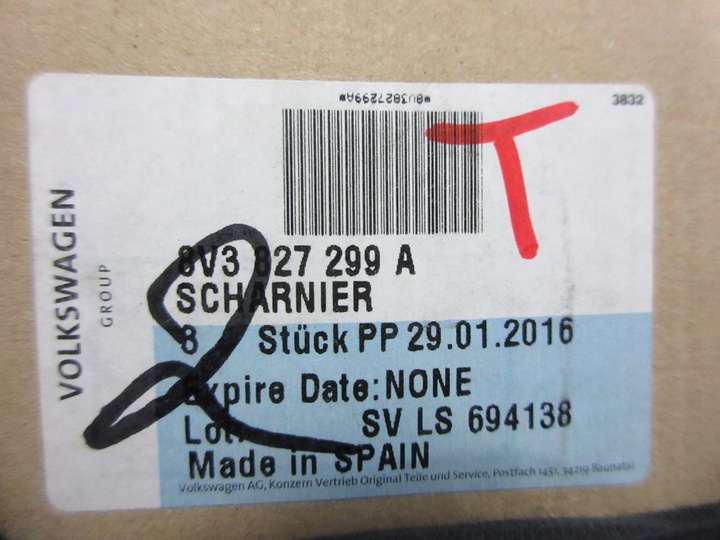 *8V3827299A*
3832
T
VOLKSWAGEN
GROUP
8V3 827 299 A
SCHARNIER
8 Stück PP 29.01.2016
2
Expire Date: NONE
SV LS 694138
Made in SPAIN
Volkswagen AG, Konzern Vertrieb Original Teile und Service, Postfach 1451, 34219 Baunatal